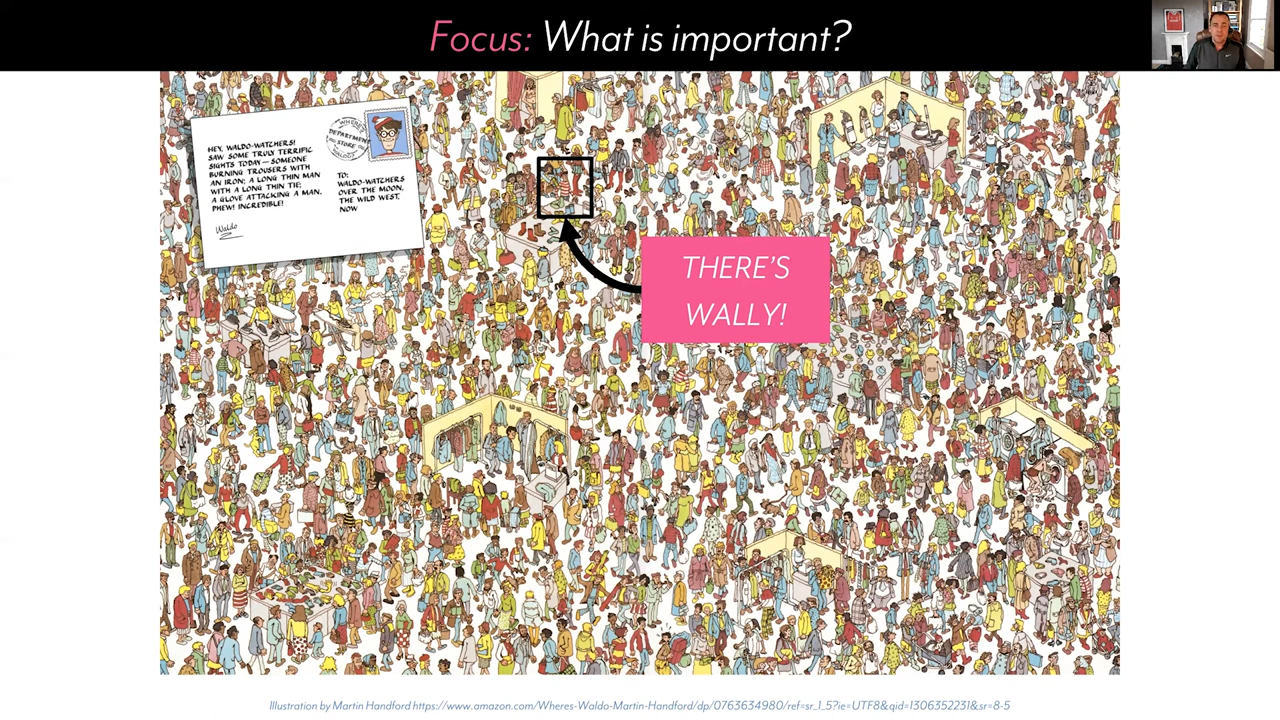 Focus: What is important?
HEY, WALDO-WATCHERS!
SAW SOME TRULY TERRIFIC
SIGHTS TODAY—SOMEONE
BURNING TROUSERS WITH
AN IRON; A LONG THIN MAN
WITH A LONG THIN TIE;
A GLOVE ATTACKING A MAN.
PHEW! INCREDIBLE!
Waldo
WHERE'S
DEPARTMENT
STORE
TO:
WALDO-WATCHERS
OVER THE MOON,
THE WILD WEST,
NOW
THERE'S
WALLY!
Illustration by Martin Handford https://www.amazon.com/Wheres-Waldo-Martin-Handford/dp/0763634980/ref=sr_1_5?ie=UTF8&qid=1306352231&sr=8-5